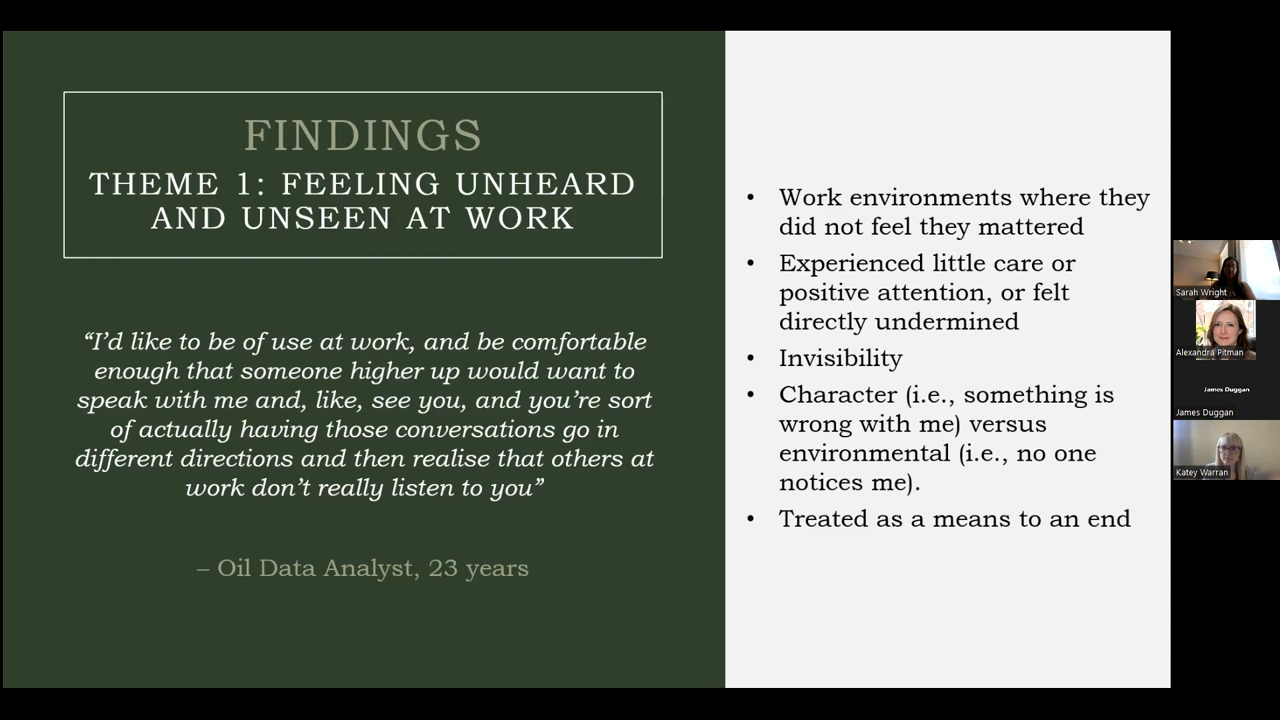 FINDINGS
THEME 1: FEELING UNHEARD
AND UNSEEN AT WORK
“I’d like to be of use at work, and be comfortable
enough that someone higher up would want to
speak with me and, like, see you, and you’re sort
of actually having those conversations go in
different directions and then realise that others at
work don’t really listen to you”
– Oil Data Analyst, 23 years
• Work environments where they
did not feel they mattered
• Experienced little care or
positive attention, or felt
directly undermined
• Invisibility
• Character (i.e., something is
wrong with me) versus
environmental (i.e., no one
notices me).
• Treated as a means to an end
Sarah Wright
Alexandra Pitman
James Duggan
James Duggan
Katey Warran